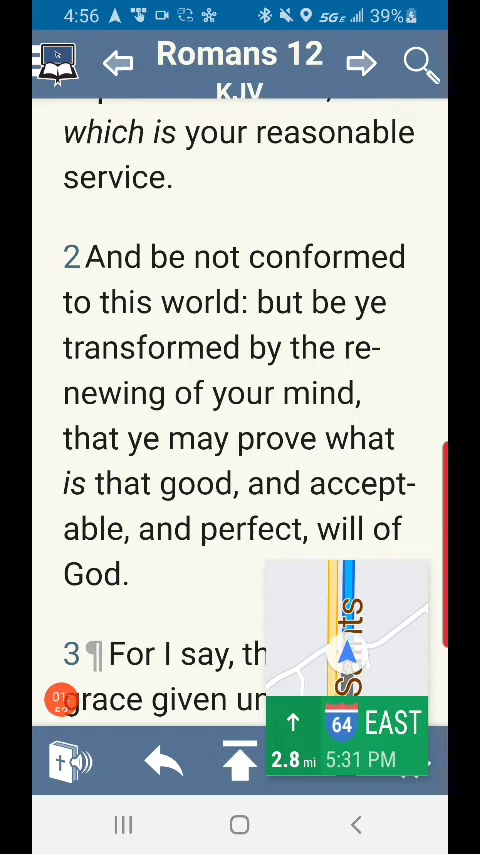 4:56 5GE 39%
Romans 12
KJV
which is your reasonable
service.
2 And be not conformed
to this world: but be ye
transformed by the re-
newing of your mind,
that ye may prove what
is that good, and accept-
able, and perfect, will of
God.
3 ¶ For I say, th
grace given un
64 EAST
2.8 mi 5:31 PM